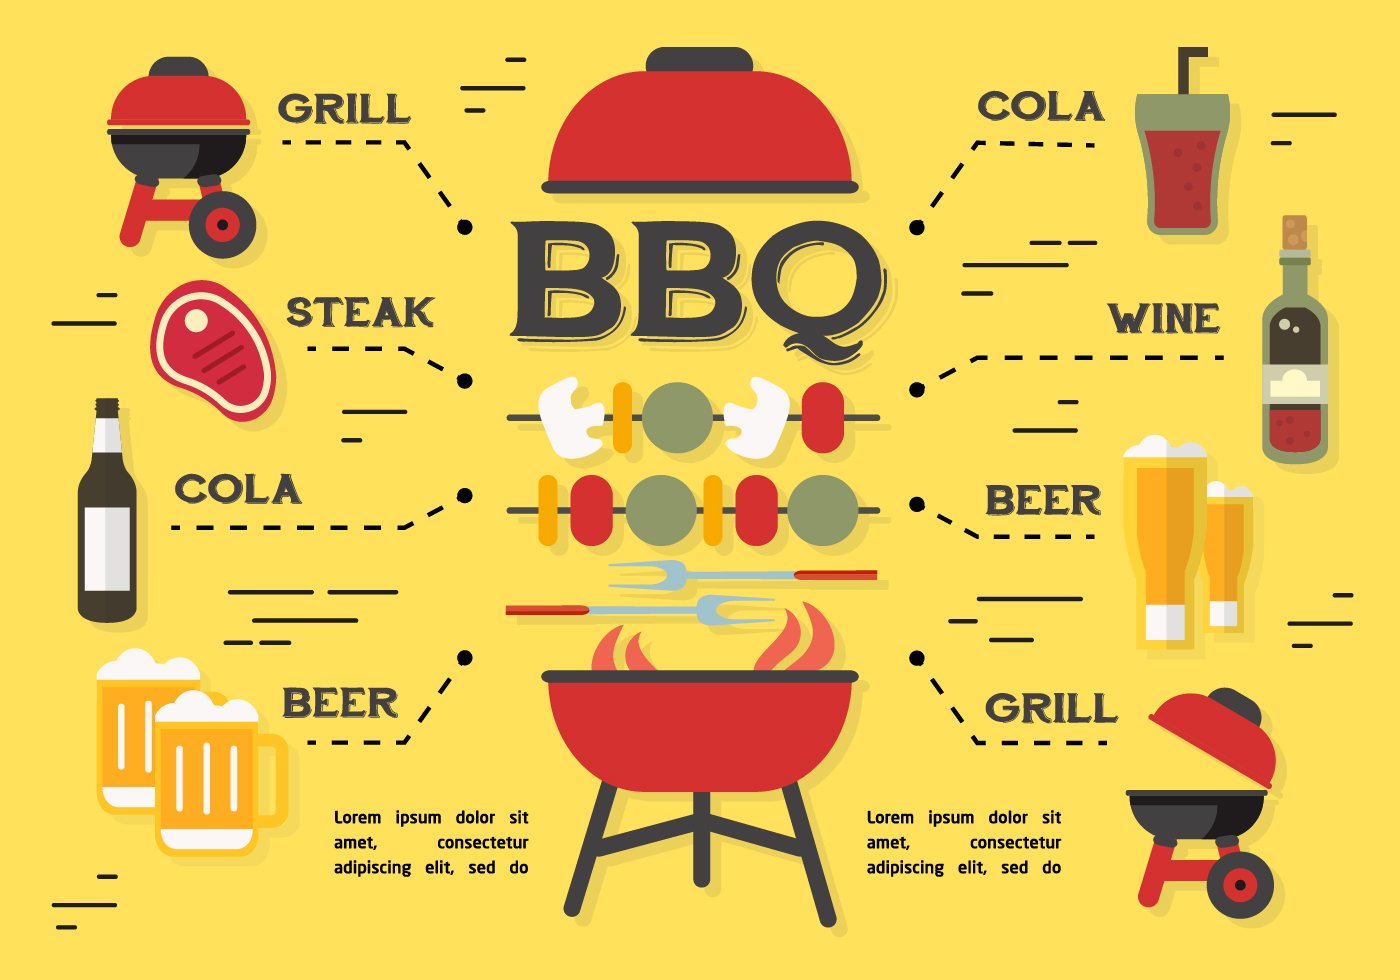 BBQ
GRILL
STEAK
COLA
BEER
COLA
WINE
BEER
GRILL
Lorem ipsum dolor sit
amet, consectetur
adipiscing elit, sed do
Lorem ipsum dolor sit
amet, consectetur
adipiscing elit, sed do